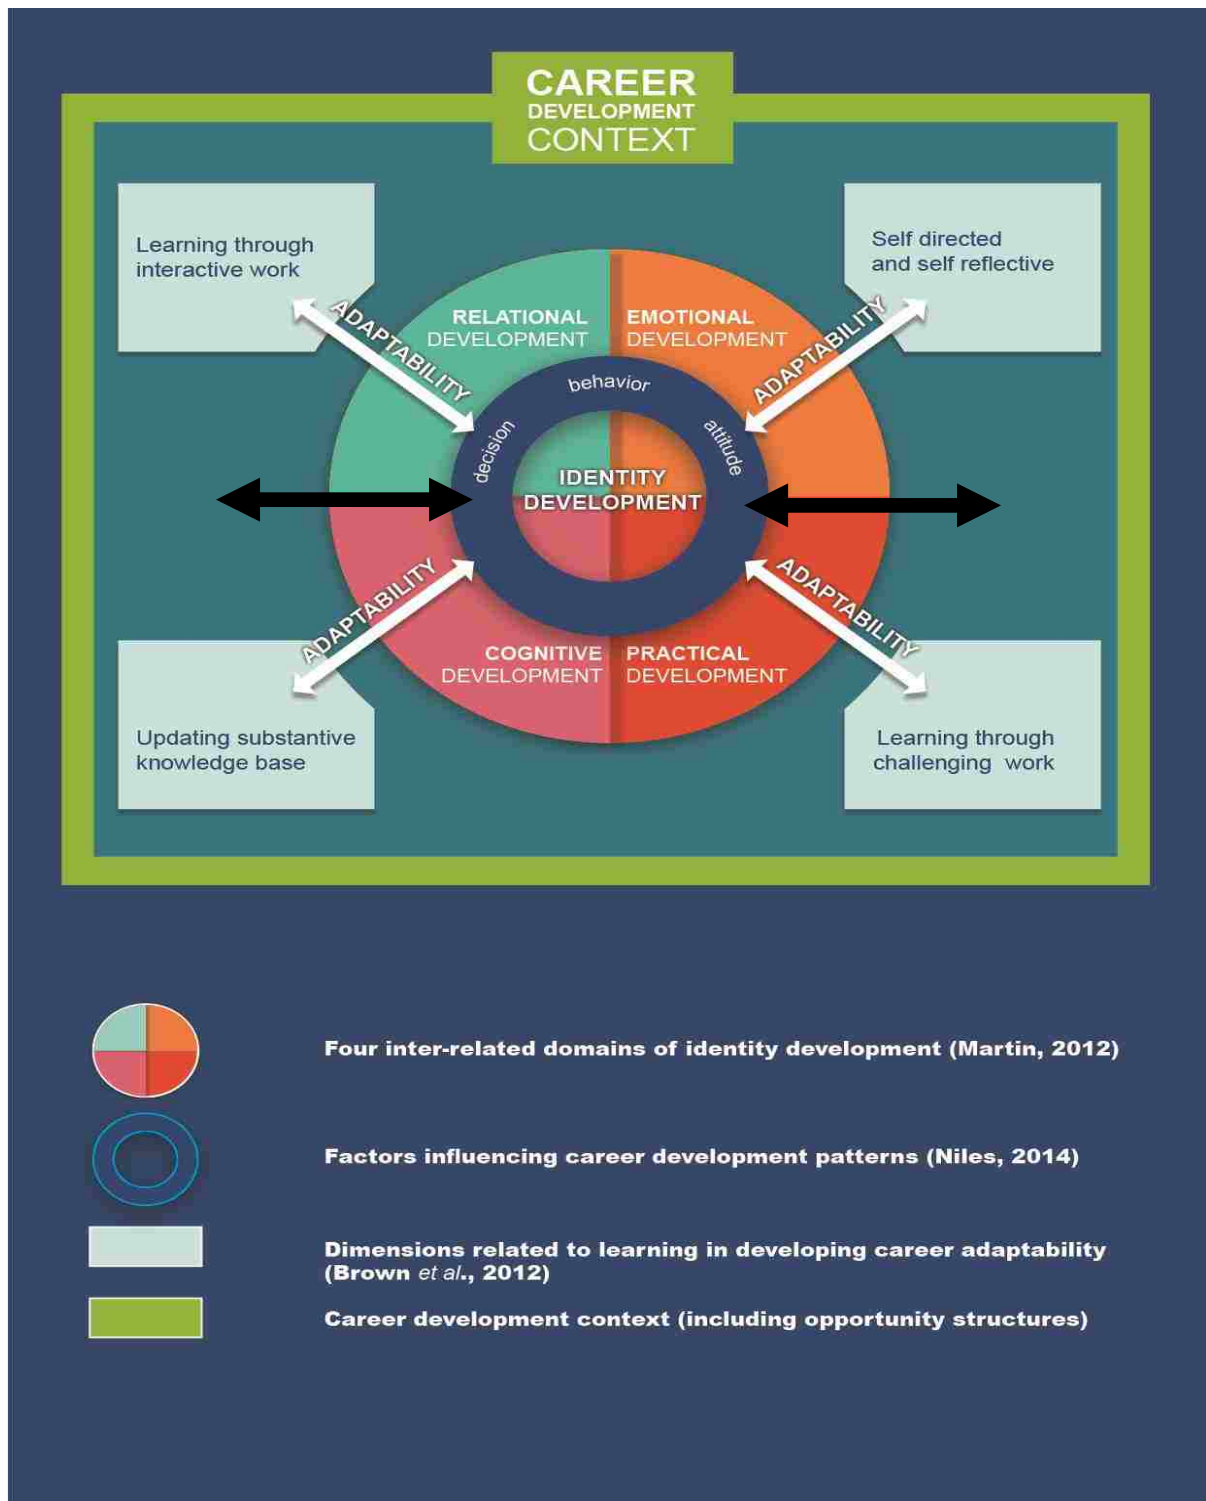 CAREER
DEVELOPMENT
CONTEXT
Learning through
interactive work
Self directed
and self reflective
ADAPTABILITY
ADAPTABILITY
RELATIONAL
DEVELOPMENT
EMOTIONAL
DEVELOPMENT
behavior
decision
attitude
IDENTITY
DEVELOPMENT
ADAPTABILITY
ADAPTABILITY
COGNITIVE
DEVELOPMENT
PRACTICAL
DEVELOPMENT
Updating substantive
knowledge base
Learning through
challenging work
Four inter-related domains of identity development (Martin, 2012)
Factors influencing career development patterns (Niles, 2014)
Dimensions related to learning in developing career adaptability
(Brown et al., 2012)
Career development context (including opportunity structures)